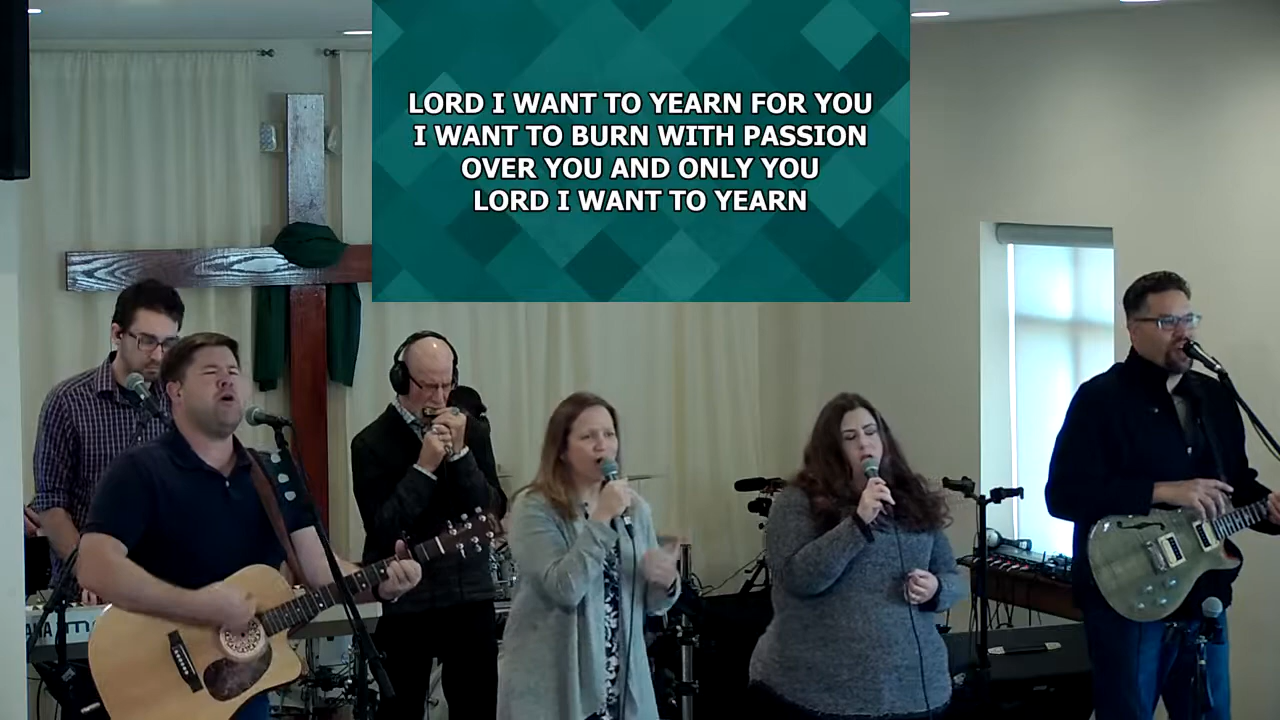 LORD I WANT TO YEARN FOR YOU
I WANT TO BURN WITH PASSION
OVER YOU AND ONLY YOU
LORD I WANT TO YEARN